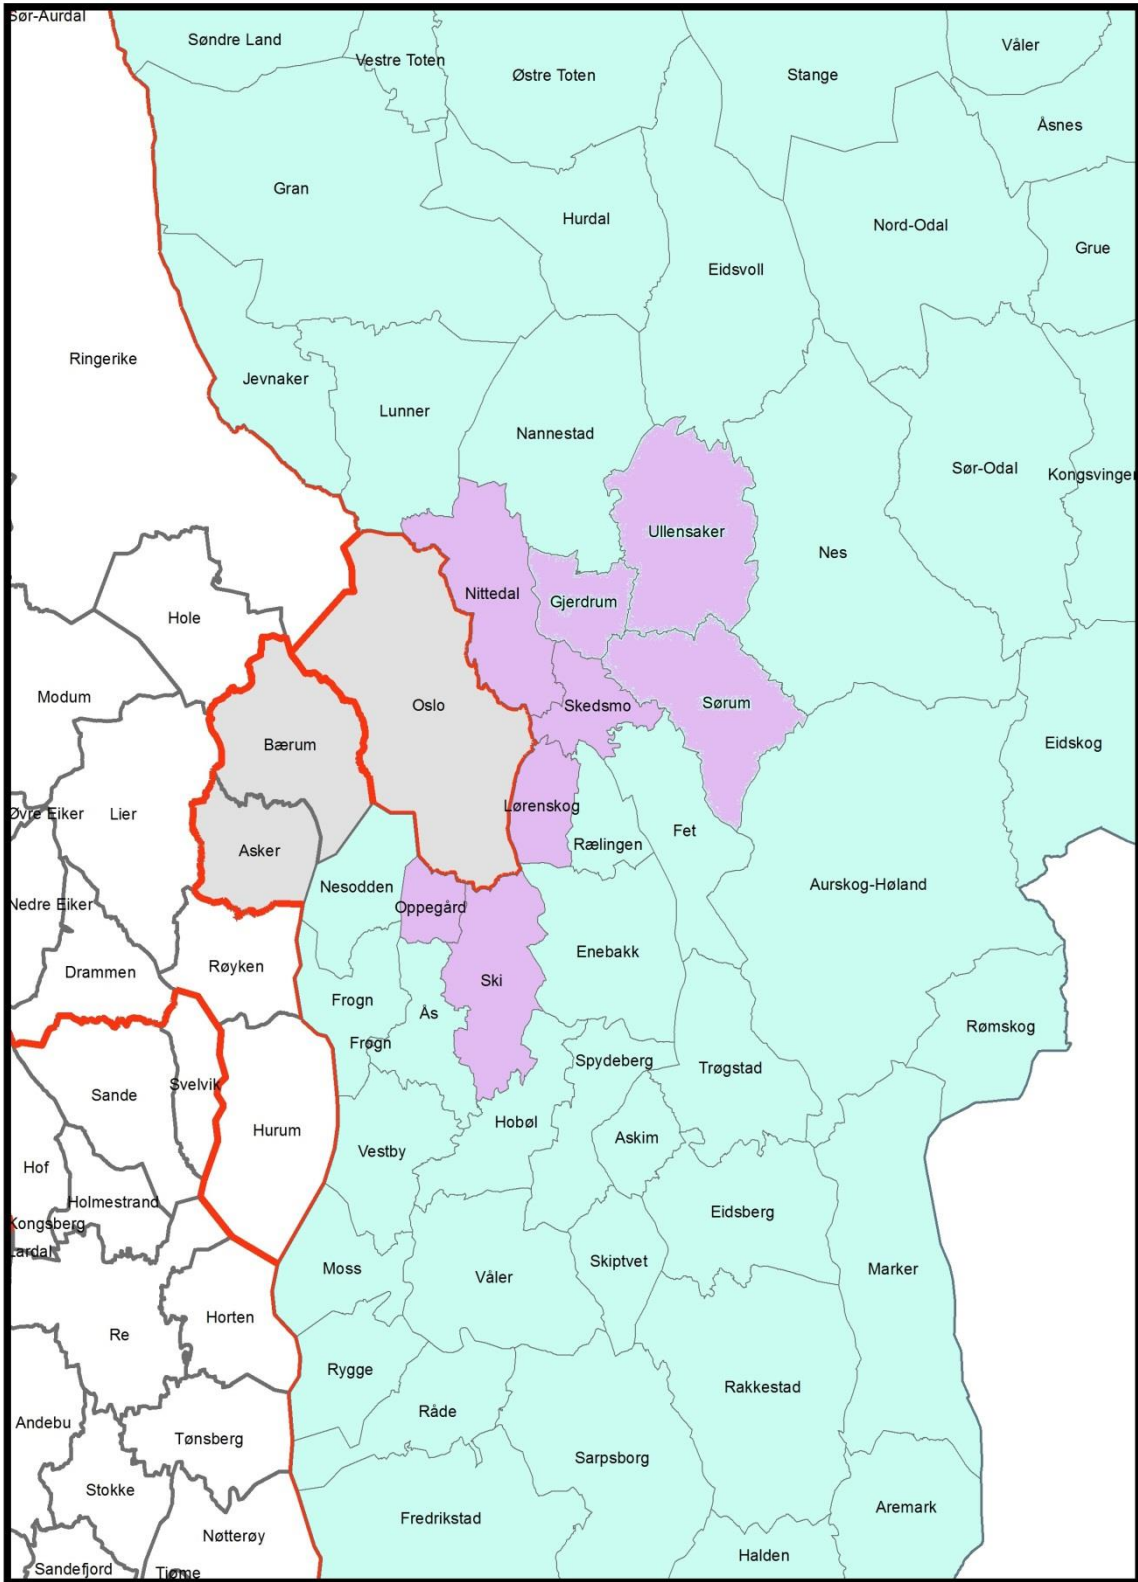 Sør-Aurdal
Søndre Land
Vestre Toten
Østre Toten
Stange
Våler
Åsnes
Gran
Hurdal
Nord-Odal
Grue
Eidsvoll
Ringerike
Jevnaker
Lunner
Nannestad
Sør-Odal
Kongsvinger
Ullensaker
Nes
Nittedal
Gjerdrum
Hole
Modum
Oslo
Skedsmo
Sørum
Bærum
Eidskog
Øvre Eiker
Lier
Lørenskog
Asker
Rælingen
Fet
Nesodden
Aurskog-Høland
Nedre Eiker
Oppegård
Drammen
Røyken
Enebakk
Ski
Frogn
Ås
Rømskog
Frogn
Spydeberg
Trøgstad
Sande
Svelvik
Hurum
Hobøl
Askim
Vestby
Hof
Holmestrand
Kongsberg
Lardal
Eidsberg
Moss
Våler
Skiptvet
Marker
Horten
Re
Rygge
Rakkestad
Råde
Andebu
Tønsberg
Sarpsborg
Stokke
Fredrikstad
Aremark
Nøtterøy
Halden
Sandefjord
Tjøme